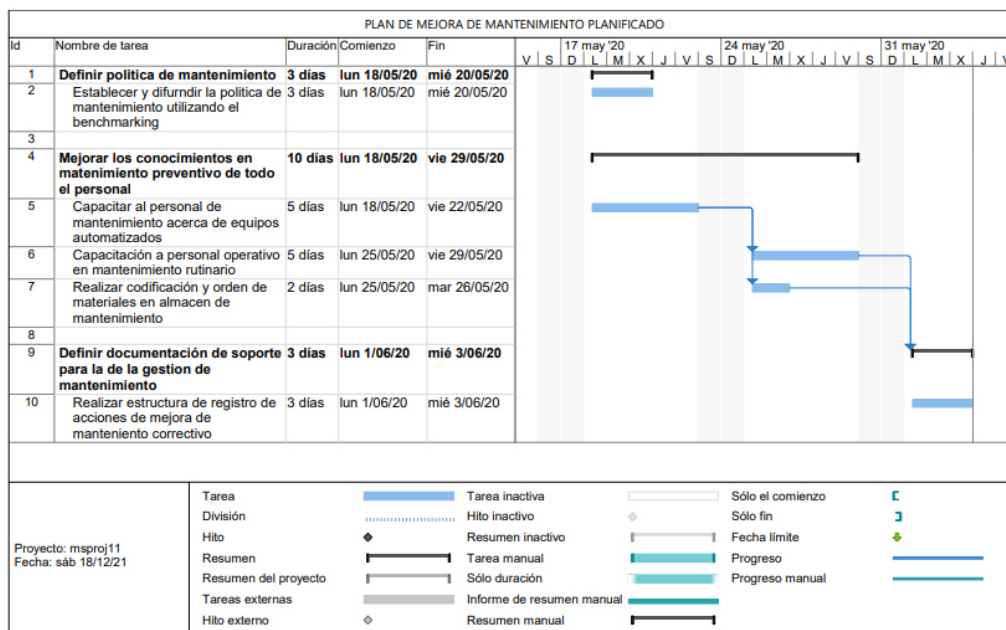 PLAN DE MEJORA DE MANTENIMIENTO PLANIFICADO
Id Nombre de tarea Duración Comienzo Fin 17 may '20 24 may '20 31 may '20
V S D L M X J V S D L M X J V S D L M X J V
1 Definir politica de mantenimiento 3 días lun 18/05/20 mié 20/05/20
2 Establecer y difurndir la politica de 3 días lun 18/05/20 mié 20/05/20
mantenimiento utilizando el
benchmarking
3
4 Mejorar los conocimientos en 10 días lun 18/05/20 vie 29/05/20
matenimiento preventivo de todo
el personal
5 Capacitar al personal de 5 días lun 18/05/20 vie 22/05/20
mantenimiento acerca de equipos
automatizados
6 Capacitación a personal operativo 5 días lun 25/05/20 vie 29/05/20
en mantenimiento rutinario
7 Realizar codificación y orden de 2 días lun 25/05/20 mar 26/05/20
materiales en almacen de
mantenimiento
8
9 Definir documentación de soporte 3 días lun 1/06/20 mié 3/06/20
para la de la gestion de
mantenimiento
10 Realizar estructura de registro de 3 días lun 1/06/20 mié 3/06/20
acciones de mejora de
manteniento correctivo
Proyecto: msproj11
Fecha: sáb 18/12/21
Tarea Tarea inactiva Sólo el comienzo
División Hito inactivo Sólo fin
Hito Resumen inactivo Fecha límite
Resumen Tarea manual Progreso
Resumen del proyecto Sólo duración Progreso manual
Tareas externas Informe de resumen manual
Hito externo Resumen manual